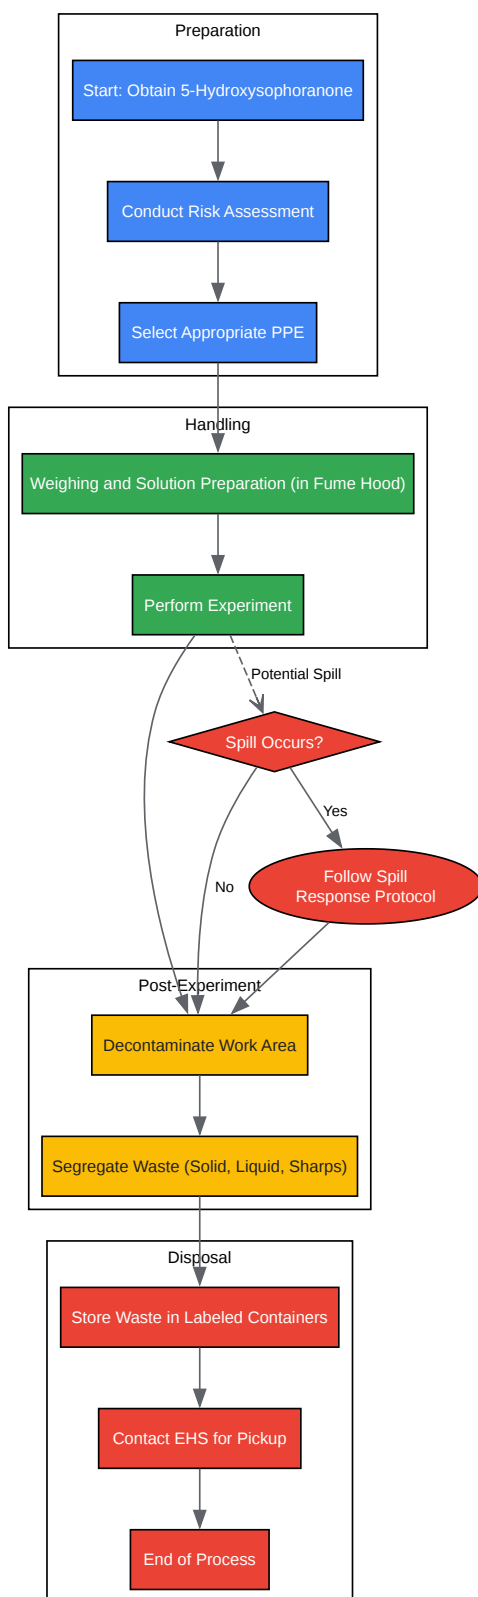 Preparation
Start: Obtain 5-Hydroxysophoranone
Conduct Risk Assessment
Select Appropriate PPE
Handling
Weighing and Solution Preparation (in Fume Hood)
Perform Experiment
Potential Spill
Spill Occurs?
Yes
Follow Spill
Response Protocol
No
Post-Experiment
Decontaminate Work Area
Segregate Waste (Solid, Liquid, Sharps)
Disposal
Store Waste in Labeled Containers
Contact EHS for Pickup
End of Process